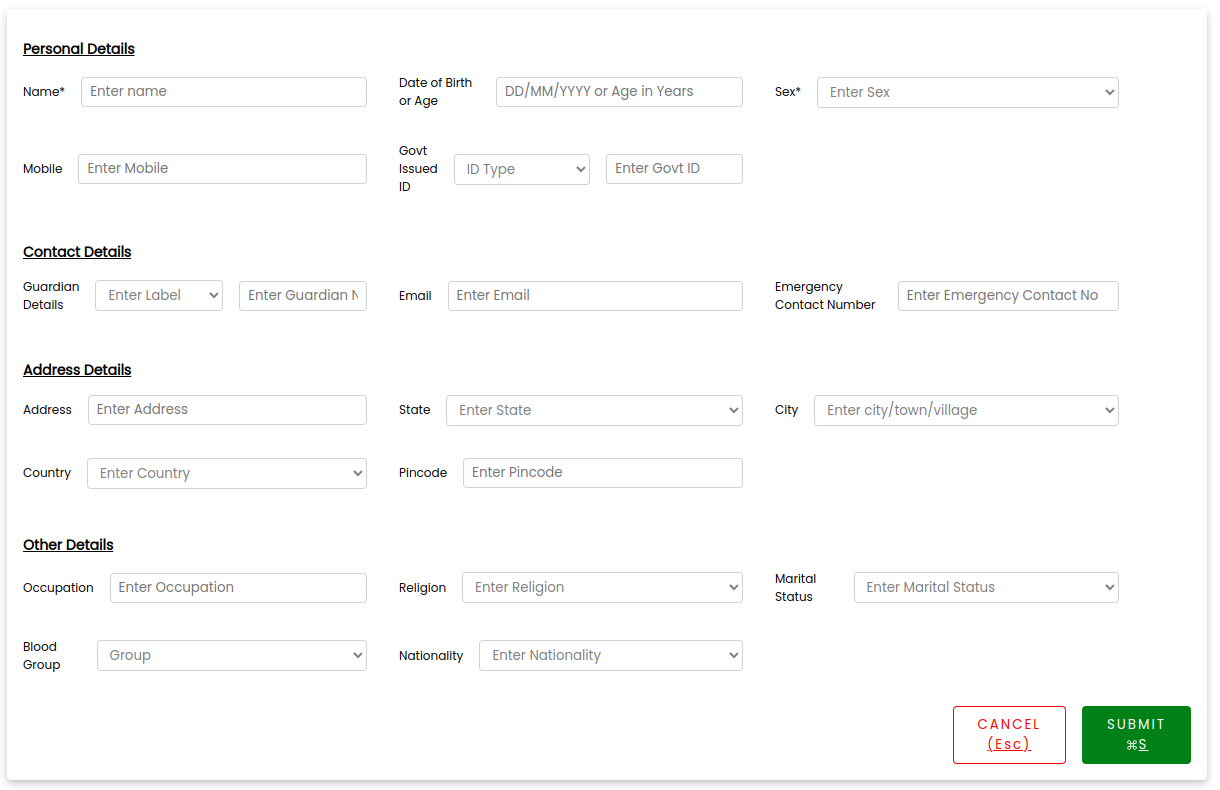 Personal Details
Name* Enter name Date of Birth or Age DD/MM/YYYY or Age in Years Sex* Enter Sex
Mobile Enter Mobile Govt Issued ID ID Type Enter Govt ID
Contact Details
Guardian Details Enter Label Enter Guardian N Email Enter Email Emergency Contact Number Enter Emergency Contact No
Address Details
Address Enter Address State Enter State City Enter city/town/village
Country Enter Country Pincode Enter Pincode
Other Details
Occupation Enter Occupation Religion Enter Religion Marital Status Enter Marital Status
Blood Group Group Nationality Enter Nationality
CANCEL (Esc) SUBMIT ⌘S